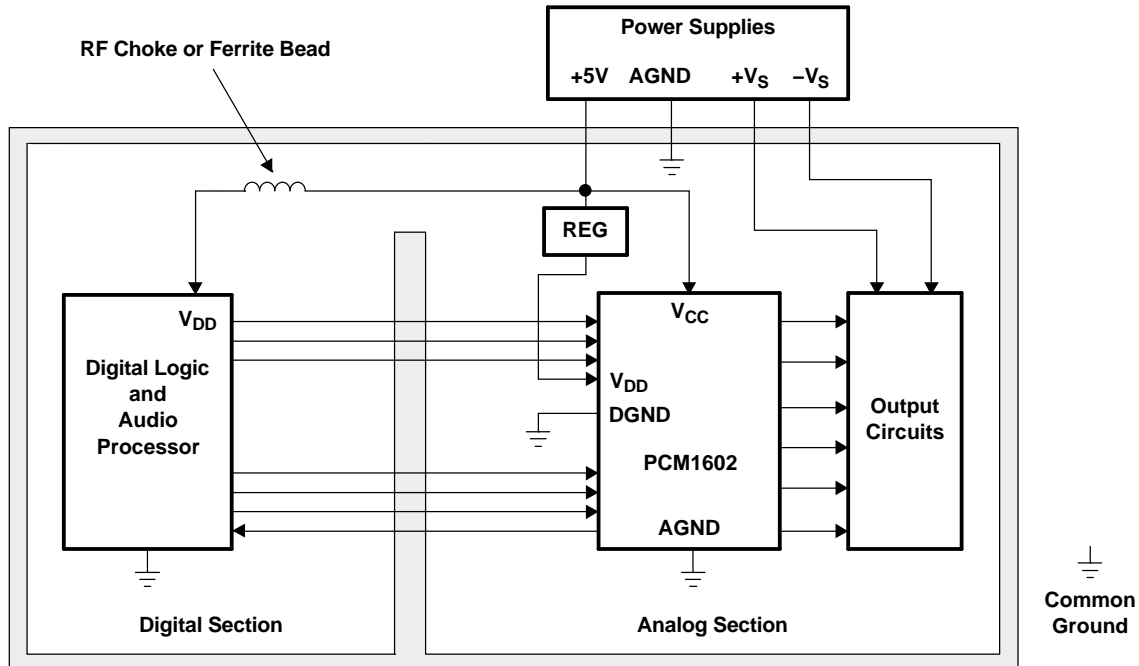 Power Supplies
+5V AGND +VS –VS
RF Choke or Ferrite Bead
REG
VDD
Digital Logic
and
Audio
Processor
VCC
VDD
DGND
PCM1602
AGND
Output
Circuits
Digital Section
Analog Section
Common
Ground